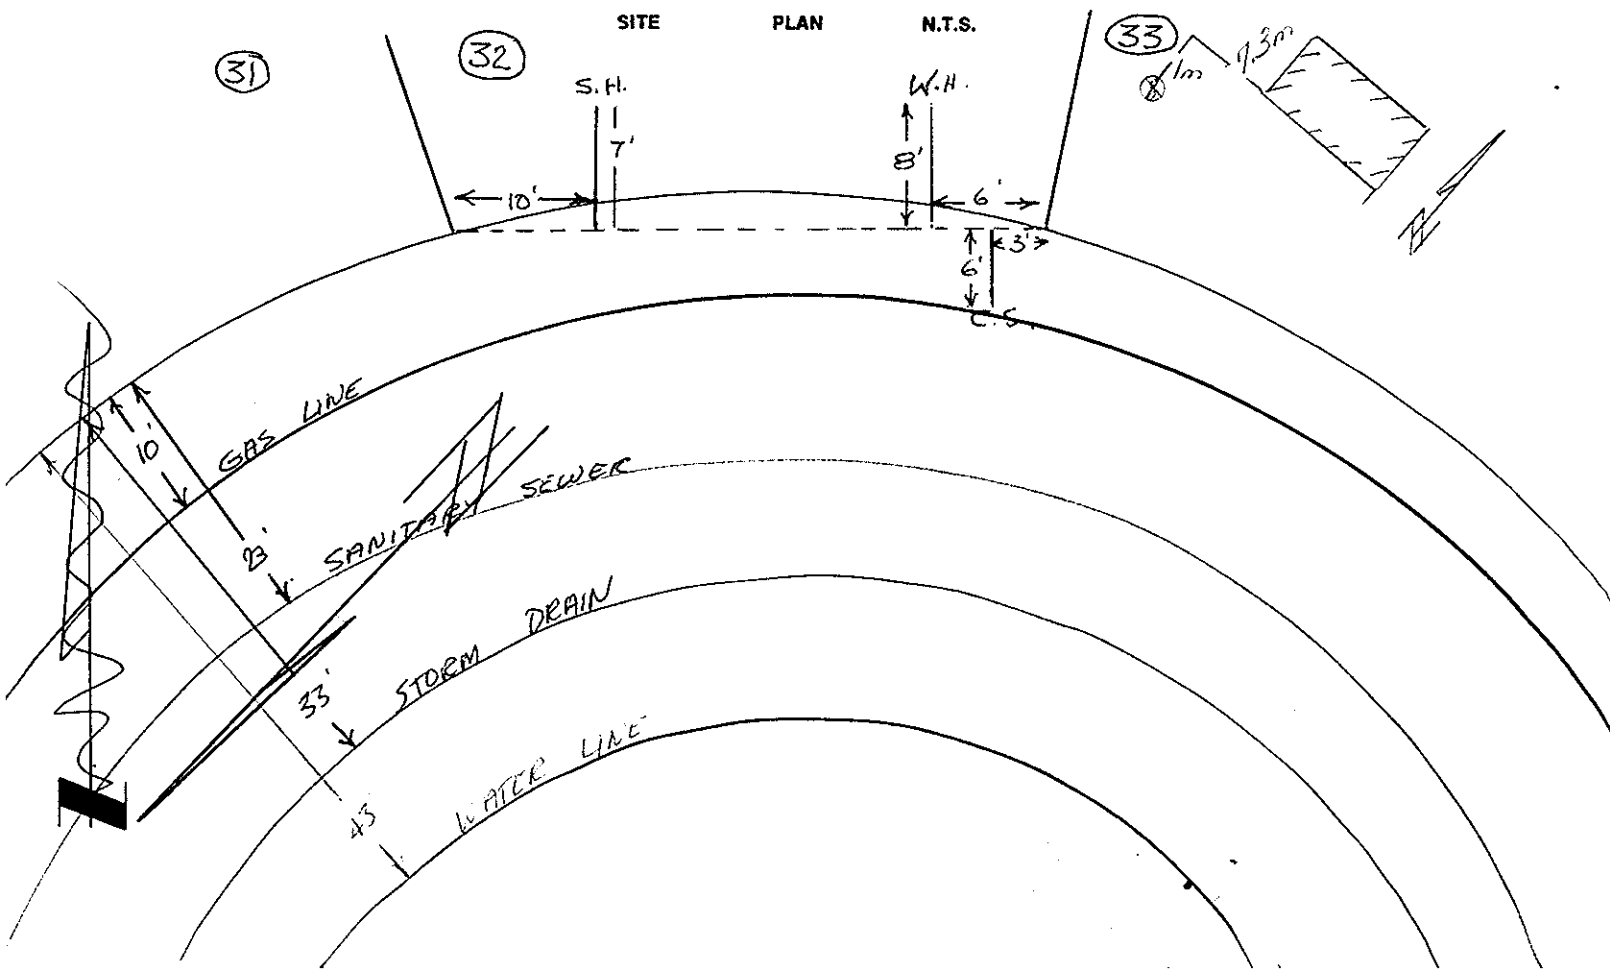 SITE PLAN N.T.S.
31
32
33
1m
7.3m
S.H.
W.H.
7'
8'
10'
6'
3'
6'
C.S.
10'
GAS LINE
23'
SANITARY SEWER
33'
STORM DRAIN
43'
WATER LINE